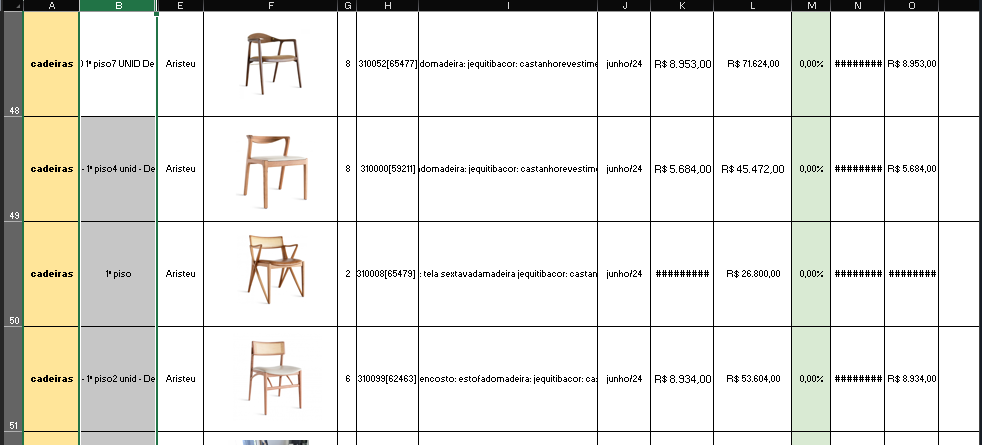 A B E F G H I J K L M N O
cadeiras 1º piso7 UNID De Aristeu 8 310052[65477] domadeira: jequitibacor: castanhorevestime junho/24 R$ 8.953,00 R$ 71.624,00 0,00% ######## R$ 8.953,00
48
cadeiras - 1º piso4 unid - De Aristeu 8 310000[59211] domadeira: jequitibacor: castanhorevestime junho/24 R$ 5.684,00 R$ 45.472,00 0,00% ######## R$ 5.684,00
49
cadeiras 1º piso Aristeu 2 310008[65479] : tela sextavadamadeira jequitibacor: castan junho/24 ######### R$ 26.800,00 0,00% ######## ########
50
cadeiras - 1º piso2 unid - De Aristeu 6 310099[62463] encosto: estofadomadeira: jequitibacor: ca junho/24 R$ 8.934,00 R$ 53.604,00 0,00% ######## R$ 8.934,00
51